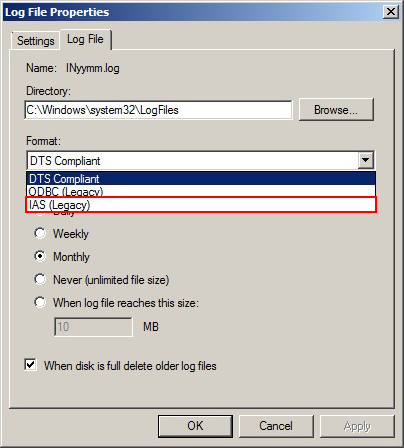 Log File Properties
Settings
Log File
Name: INyymm.log
Directory:
C:\Windows\system32\LogFiles
Browse...
Format:
DTS Compliant
DTS Compliant
ODBC (Legacy)
IAS (Legacy)
Daily
Weekly
Monthly
Never (unlimited file size)
When log file reaches this size:
10 MB
When disk is full delete older log files
OK
Cancel
Apply